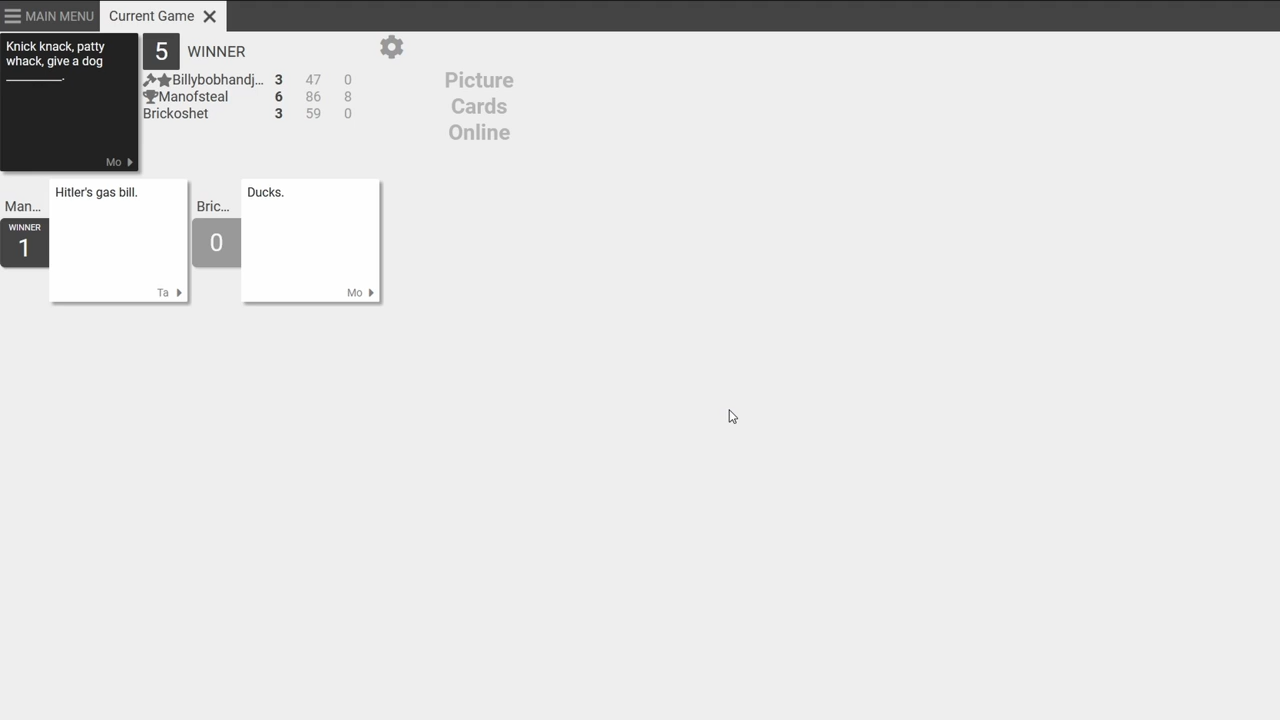 MAIN MENU
Current Game
Knick knack, patty
whack, give a dog
_________.
Mo
5 WINNER
Billybobhandj... 3 47 0
Manofsteal 6 86 8
Brickoshet 3 59 0
Picture
Cards
Online
Man...
WINNER
1
Hitler's gas bill.
Ta
Bric...
0
Ducks.
Mo